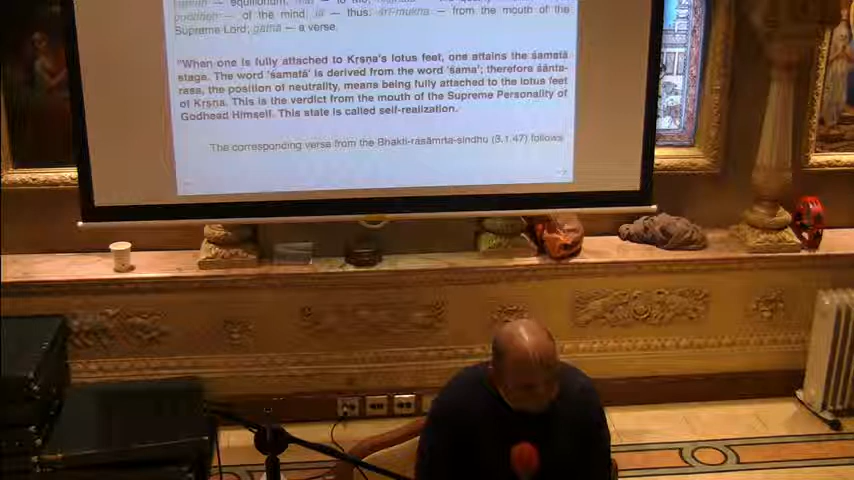 of the mind; iti — thus; śrī-mukha — from the mouth of the
Supreme Lord; gāthā — a verse.
"When one is fully attached to Kṛṣṇa's lotus feet, one attains the śamatā
stage. The word 'śamatā' is derived from the word 'śama'; therefore śānta-
rasa, the position of neutrality, means being fully attached to the lotus feet
of Kṛṣṇa. This is the verdict from the mouth of the Supreme Personality of
Godhead Himself. This state is called self-realization.
The corresponding verse from the Bhakti-rasāmṛta-sindhu (3.1.47) follows